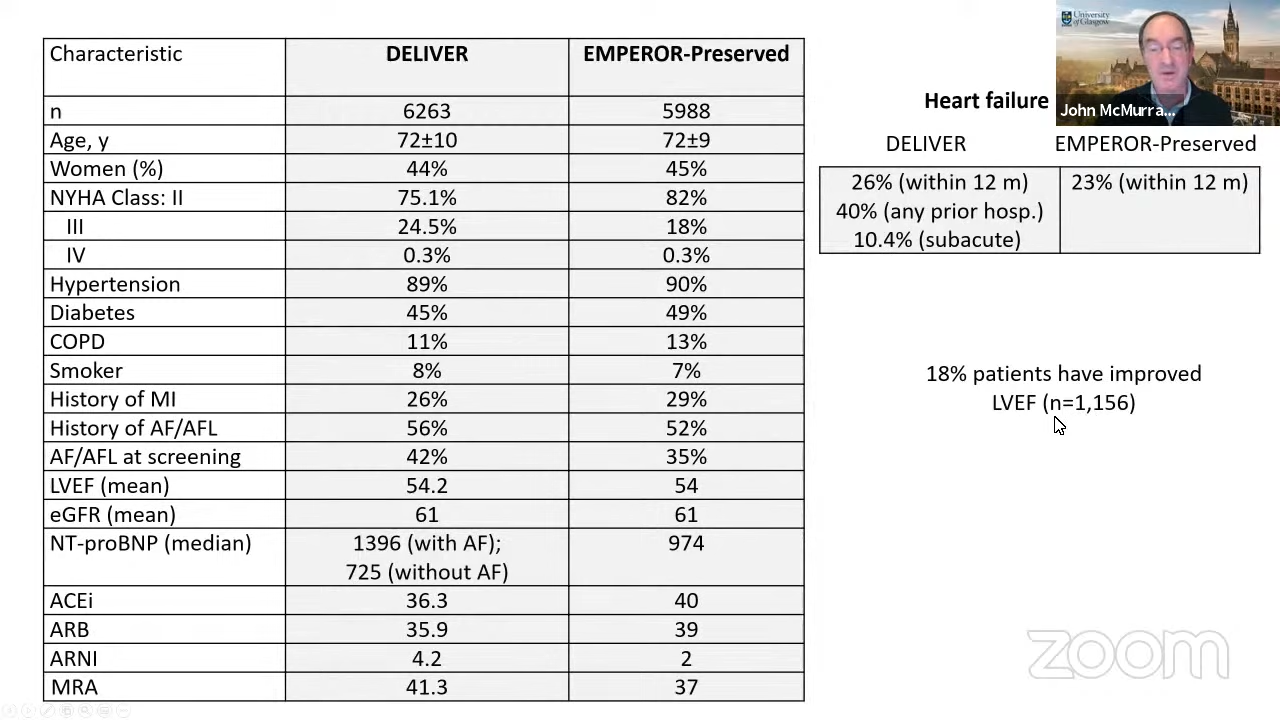 Characteristic DELIVER EMPEROR-Preserved
n 6263 5988
Age, y 72±10 72±9
Women (%) 44% 45%
NYHA Class: II 75.1% 82%
III 24.5% 18%
IV 0.3% 0.3%
Hypertension 89% 90%
Diabetes 45% 49%
COPD 11% 13%
Smoker 8% 7%
History of MI 26% 29%
History of AF/AFL 56% 52%
AF/AFL at screening 42% 35%
LVEF (mean) 54.2 54
eGFR (mean) 61 61
NT-proBNP (median) 1396 (with AF); 974
725 (without AF)
ACEi 36.3 40
ARB 35.9 39
ARNI 4.2 2
MRA 41.3 37
University
of Glasgow
John McMurra...
Heart failure
DELIVER EMPEROR-Preserved
26% (within 12 m) 23% (within 12 m)
40% (any prior hosp.)
10.4% (subacute)
18% patients have improved
LVEF (n=1,156)
zoom